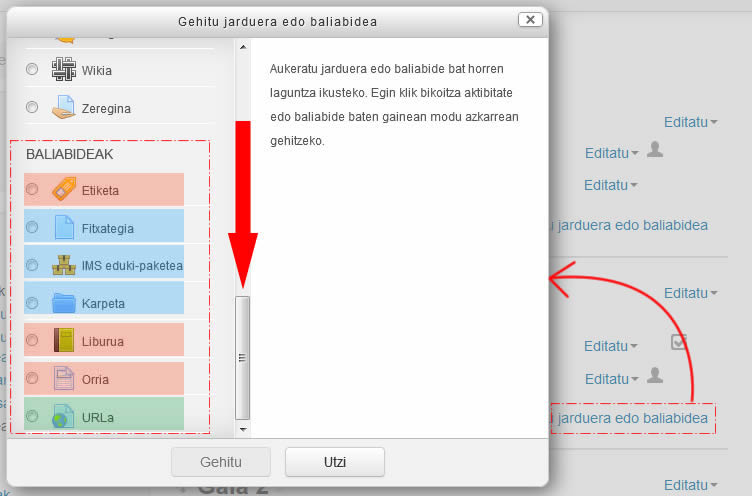 Gehitu jarduera edo baliabidea
Wikia
Zeregina
BALIABIDEAK
Etiketa
Fitxategia
IMS eduki-paketea
Karpeta
Liburua
Orria
URLa
Aukeratu jarduera edo baliabide bat horren
laguntza ikusteko. Egin klik bikoitza aktibitate
edo baliabide baten gainean modu azkarrean
gehitzeko.
Gehitu
Utzi
Editatu
Editatu
Editatu
jarduera edo baliabidea
Editatu
Editatu
Editatu
jarduera edo baliabidea
Editatu
Gaia 2